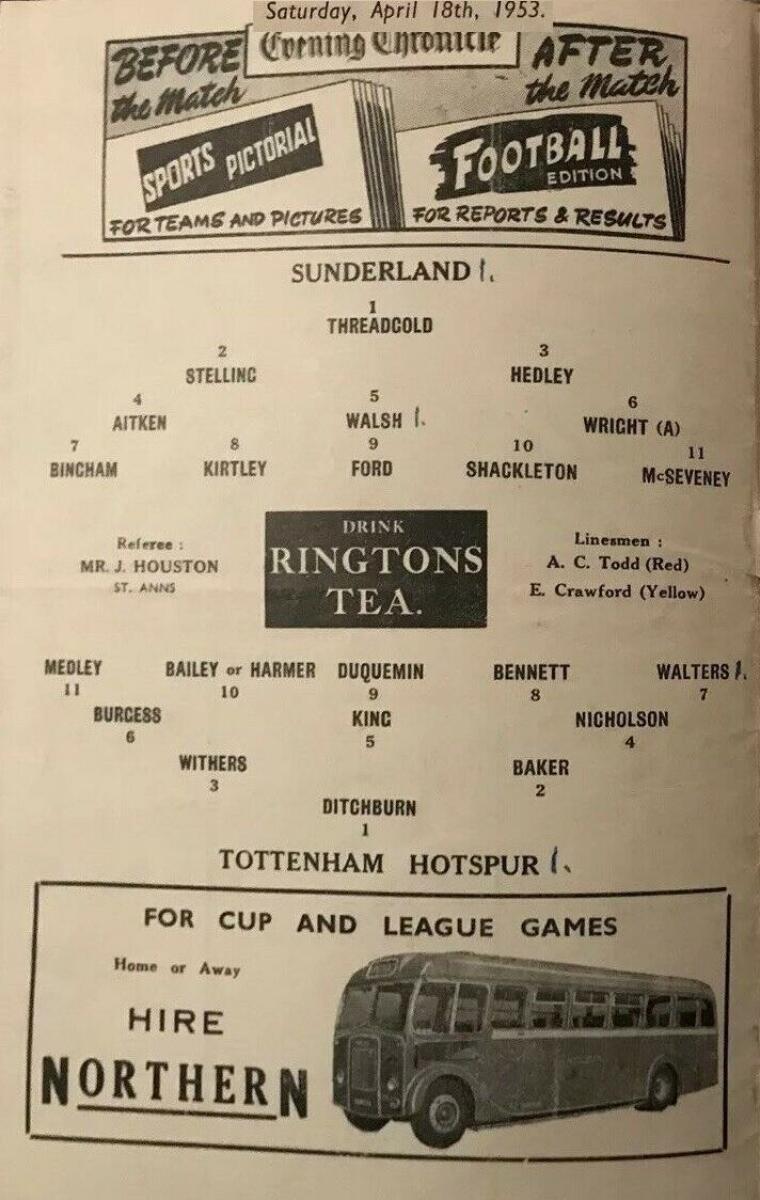 Saturday, April 18th, 1953.
Evening Chronicle
BEFORE
the Match
AFTER
the Match
SPORTS PICTORIAL
FOOTBALL
EDITION
FOR TEAMS AND PICTURES
FOR REPORTS & RESULTS
SUNDERLAND 1.
1
THREADGOLD
2 3
STELLING HEDLEY
4 5 6
AITKEN WALSH 1. WRIGHT (A)
7 8 9 10 11
BINGHAM KIRTLEY FORD SHACKLETON McSEVENEY
Referee :
MR. J. HOUSTON
ST. ANNS
DRINK
RINGTONS
TEA.
Linesmen :
A. C. Todd (Red)
E. Crawford (Yellow)
MEDLEY BAILEY or HARMER DUQUEMIN BENNETT WALTERS 1.
11 10 9 8 7
BURGESS KING NICHOLSON
6 5 4
WITHERS BAKER
3 2
DITCHBURN
1
TOTTENHAM HOTSPUR 1.
FOR CUP AND LEAGUE GAMES
Home or Away
HIRE
NORTHERN